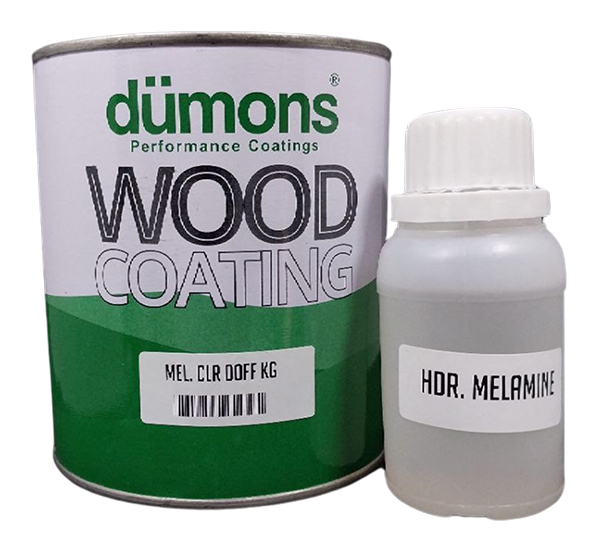 dümons®
Performance Coatings
WOOD
COATING
MEL. CLR DOFF KG
HDR. MELAMINE